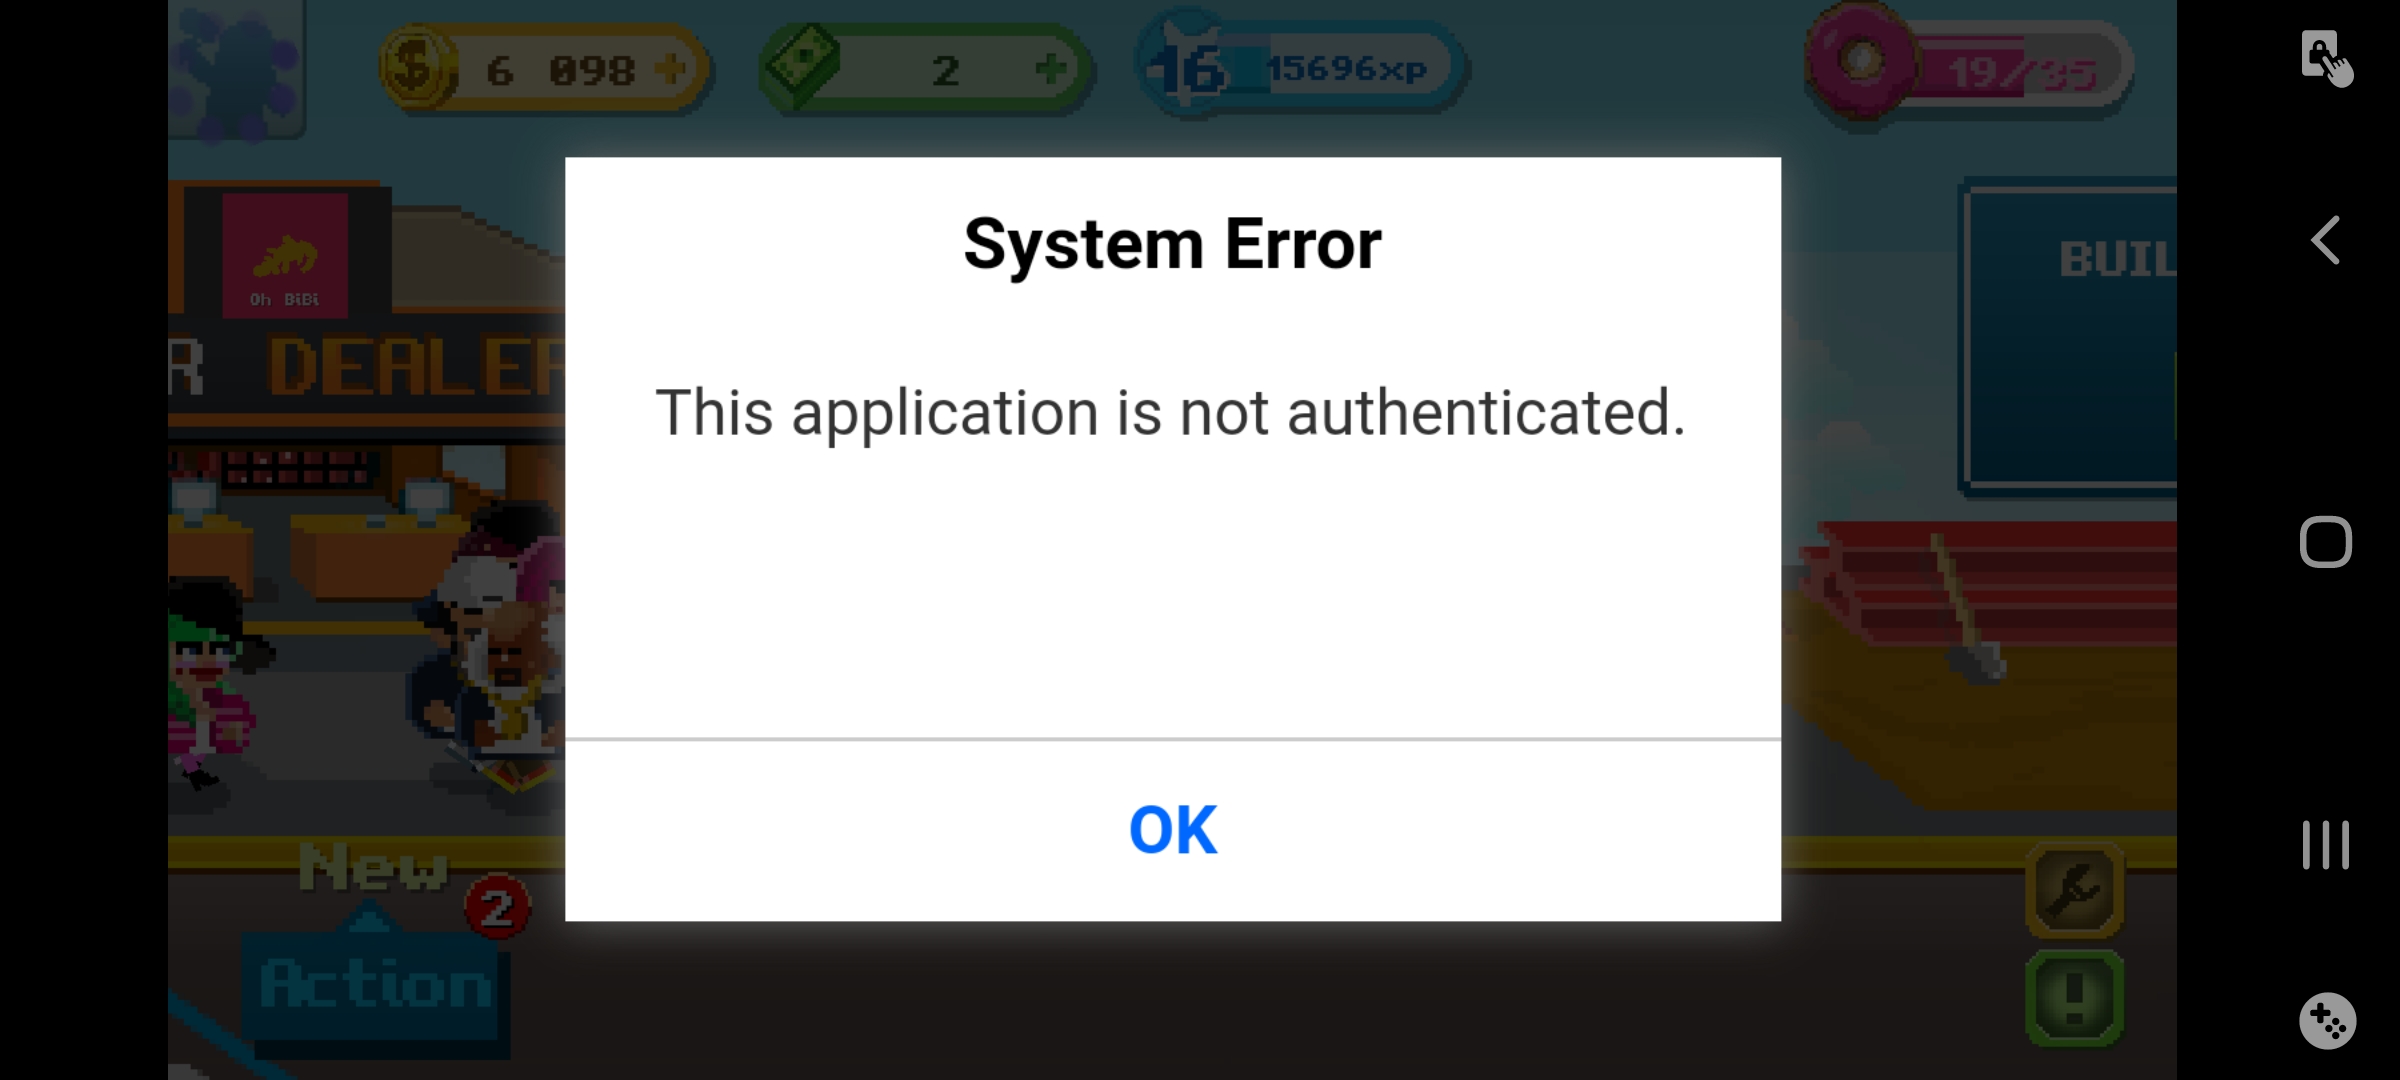 6 098 +
2 +
16 15696xp
19/35
Oh BiBi
R DEALER
BUIL
System Error
This application is not authenticated.
OK
New
2
Action
!